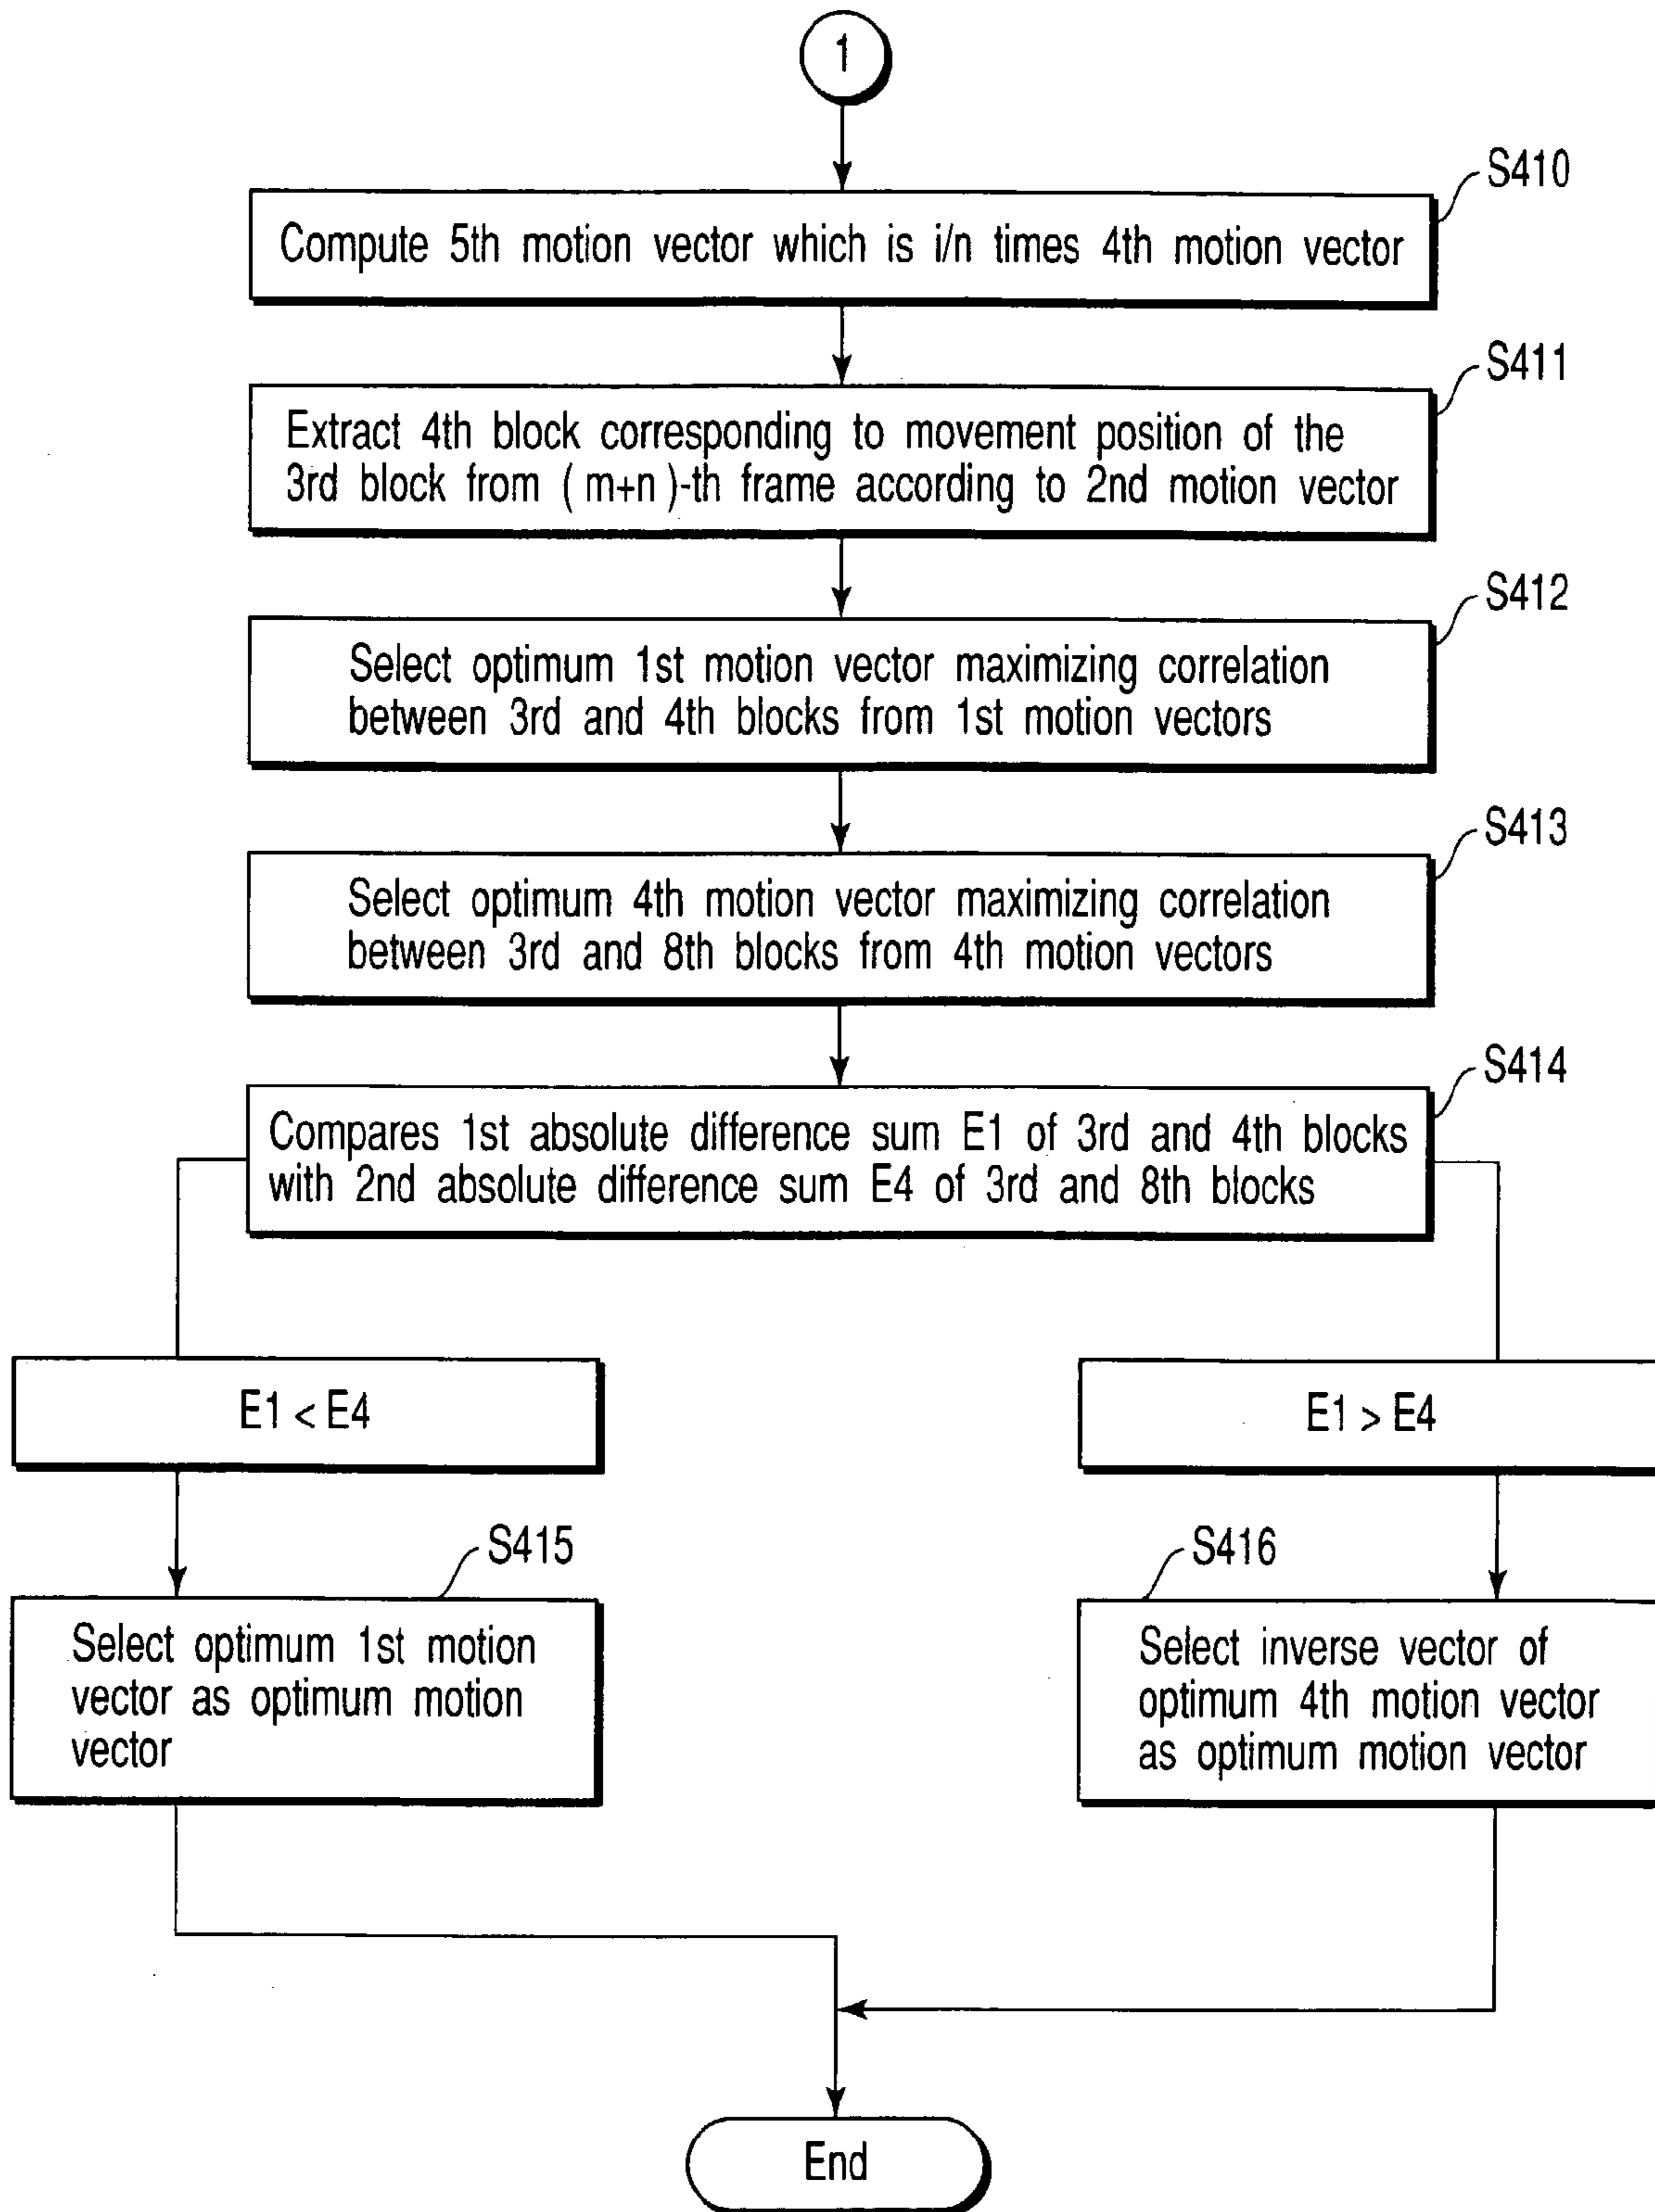 1
S410
Compute 5th motion vector which is i/n times 4th motion vector
S411
Extract 4th block corresponding to movement position of the
3rd block from ( m+n )-th frame according to 2nd motion vector
S412
Select optimum 1st motion vector maximizing correlation
between 3rd and 4th blocks from 1st motion vectors
S413
Select optimum 4th motion vector maximizing correlation
between 3rd and 8th blocks from 4th motion vectors
S414
Compares 1st absolute difference sum E1 of 3rd and 4th blocks
with 2nd absolute difference sum E4 of 3rd and 8th blocks
E1 < E4
E1 > E4
S415
Select optimum 1st motion
vector as optimum motion
vector
S416
Select inverse vector of
optimum 4th motion vector
as optimum motion vector
End